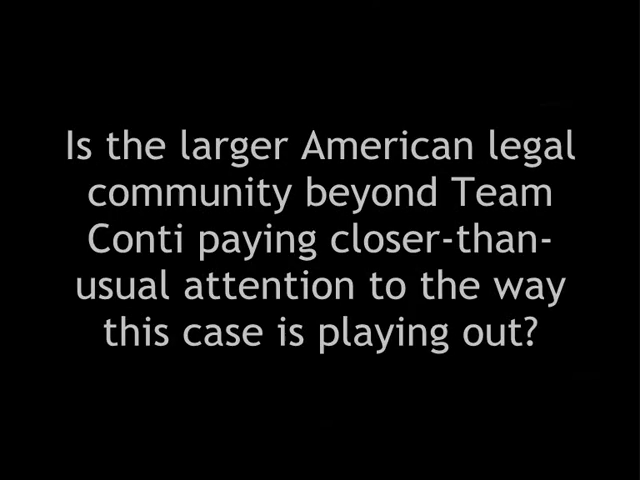 Is the larger American legal
community beyond Team
Conti paying closer-than-
usual attention to the way
this case is playing out?